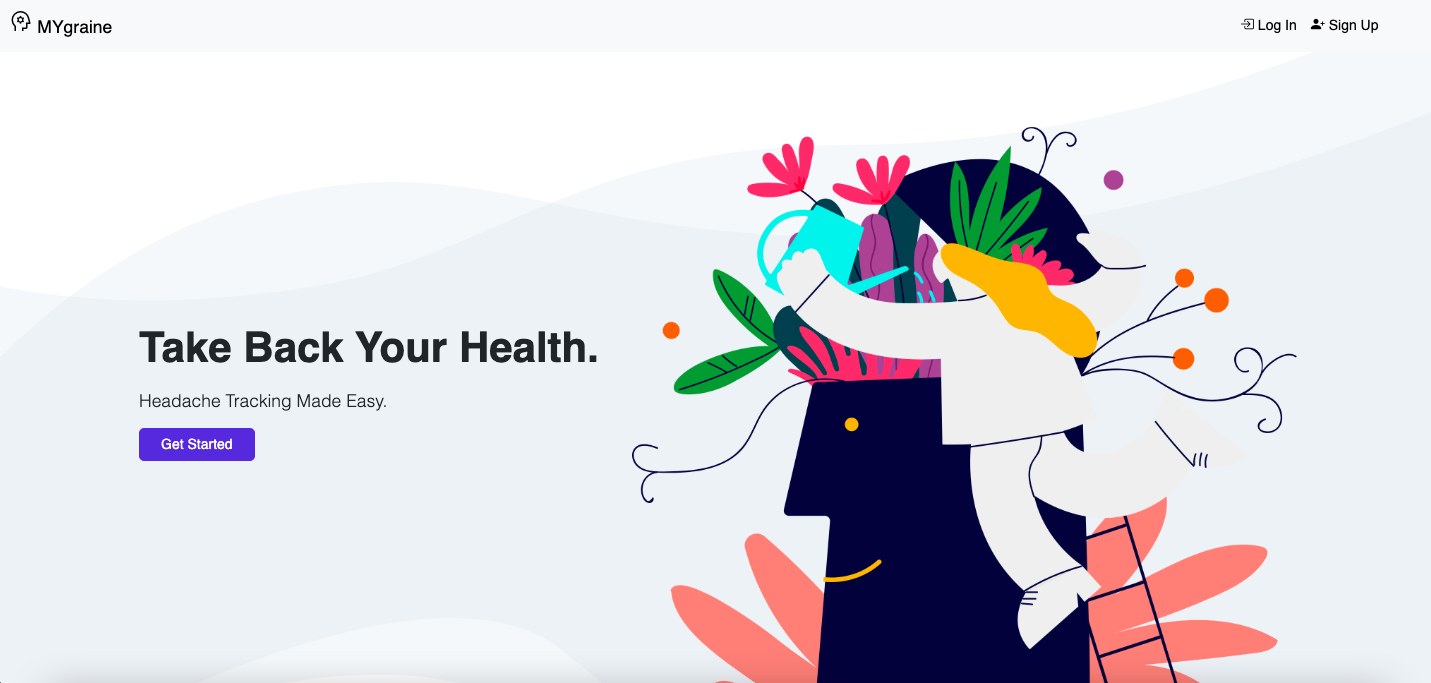 MYgraine
Log In
Sign Up
Take Back Your Health.
Headache Tracking Made Easy.
Get Started